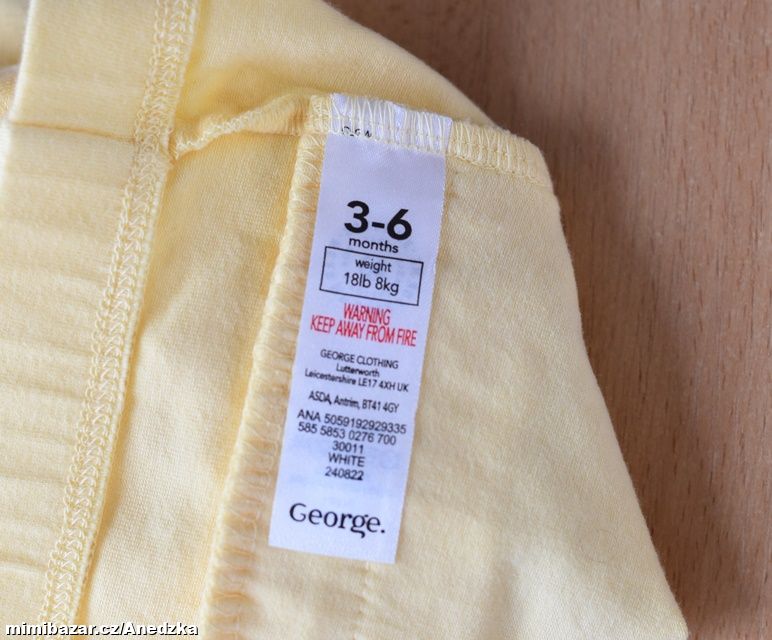 3-6
months
weight
18lb 8kg
WARNING
KEEP AWAY FROM FIRE
GEORGE CLOTHING
Lutterworth
Leicestershire LE17 4XH UK
ASDA, Antrim, BT41 4GY
ANA 5059192929335
585 5853 0276 700
30011
WHITE
240822
George.
mimibazar.cz/Anedzka